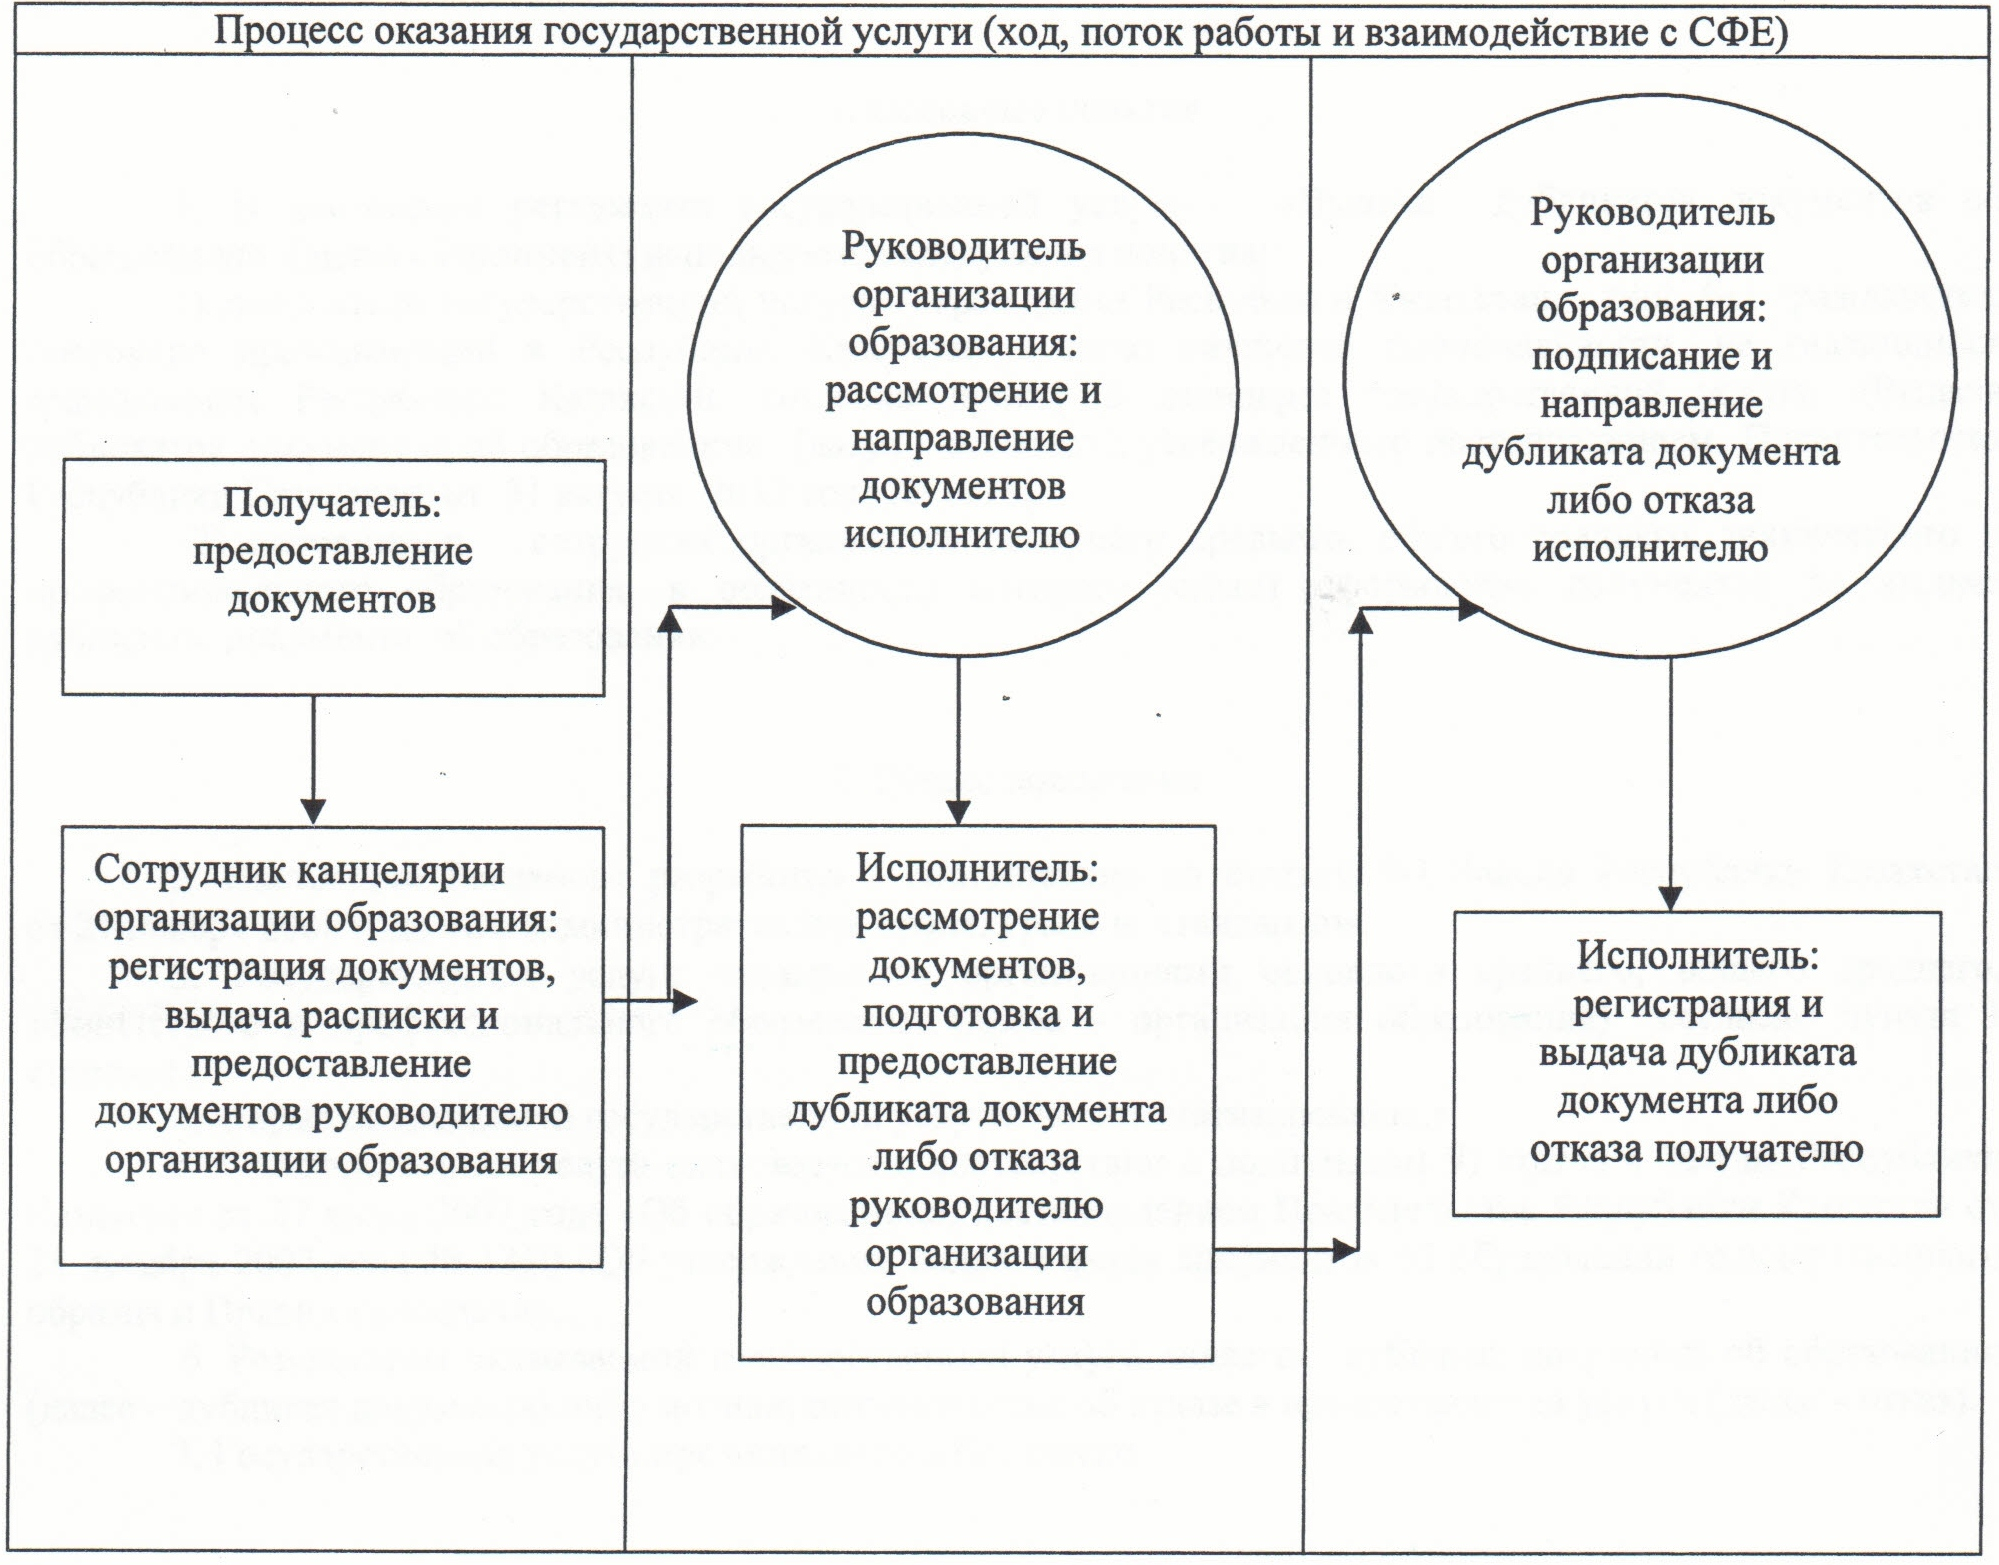 Процесс оказания государственной услуги (ход, поток работы и взаимодействие с СФЕ)
Получатель:
предоставление
документов
Сотрудник канцелярии
организации образования:
регистрация документов,
выдача расписки и
предоставление
документов руководителю
организации образования
Руководитель
организации
образования:
рассмотрение и
направление
документов
исполнителю
Исполнитель:
рассмотрение
документов,
подготовка и
предоставление
дубликата документа
либо отказа
руководителю
организации
образования
Руководитель
организации
образования:
подписание и
направление
дубликата документа
либо отказа
исполнителю
Исполнитель:
регистрация и
выдача дубликата
документа либо
отказа получателю